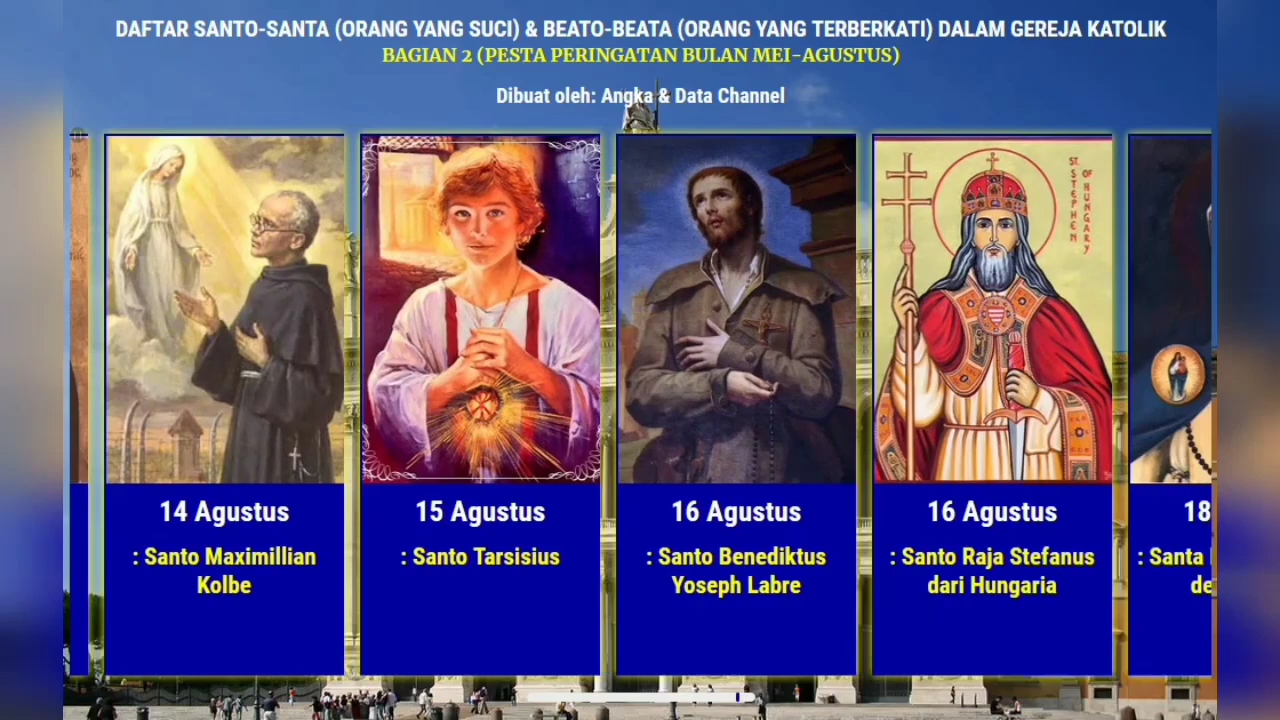 DAFTAR SANTO-SANTA (ORANG YANG SUCI) & BEATO-BEATA (ORANG YANG TERBERKATI) DALAM GEREJA KATOLIK
BAGIAN 2 (PESTA PERINGATAN BULAN MEI-AGUSTUS)
Dibuat oleh: Angka & Data Channel
ST. STEPHEN
OF HUNGARY
14 Agustus
: Santo Maximillian
Kolbe
15 Agustus
: Santo Tarsisius
16 Agustus
: Santo Benediktus
Yoseph Labre
16 Agustus
: Santo Raja Stefanus
dari Hungaria
18
: Santa
de